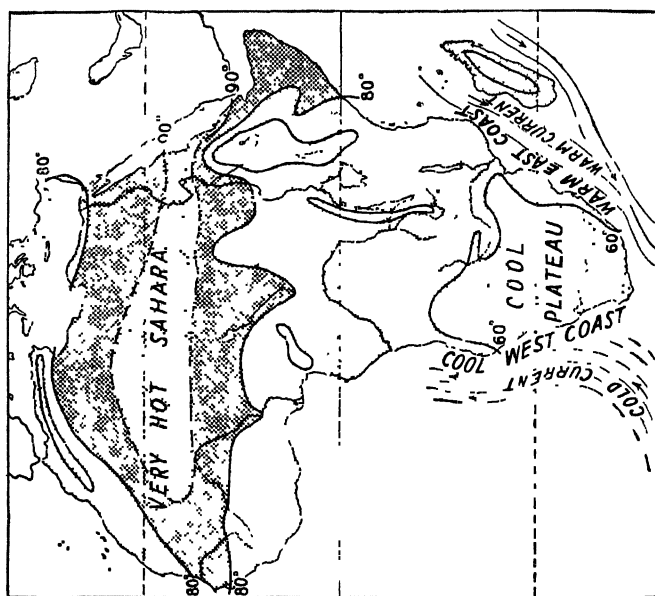 80°
90°
90°
80°
VERY HOT SAHARA
80°
80°
COOL
PLATEAU
60°
60°
WARM EAST COAST
WARM CURRENT
COOL WEST COAST
COLD CURRENT